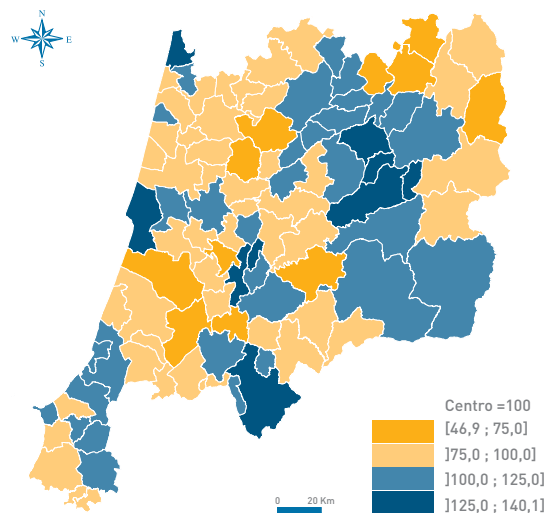 N
W E
S
Centro =100
[46,9 ; 75,0]
]75,0 ; 100,0]
]100,0 ; 125,0]
]125,0 ; 140,1]
0 20 Km